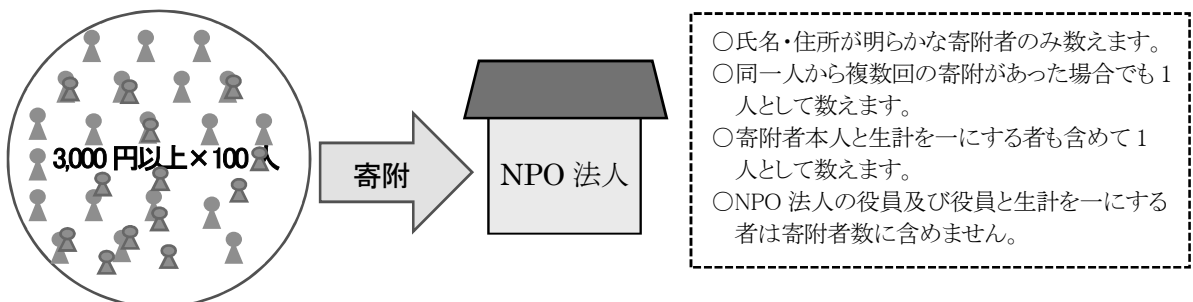 3,000 円以上×100 人
寄附
NPO 法人
○氏名・住所が明らかな寄附者のみ数えます。
○同一人から複数回の寄附があった場合でも 1
人として数えます。
○寄附者本人と生計を一にする者も含めて 1
人として数えます。
○NPO 法人の役員及び役員と生計を一にする
者は寄附者数に含めません。